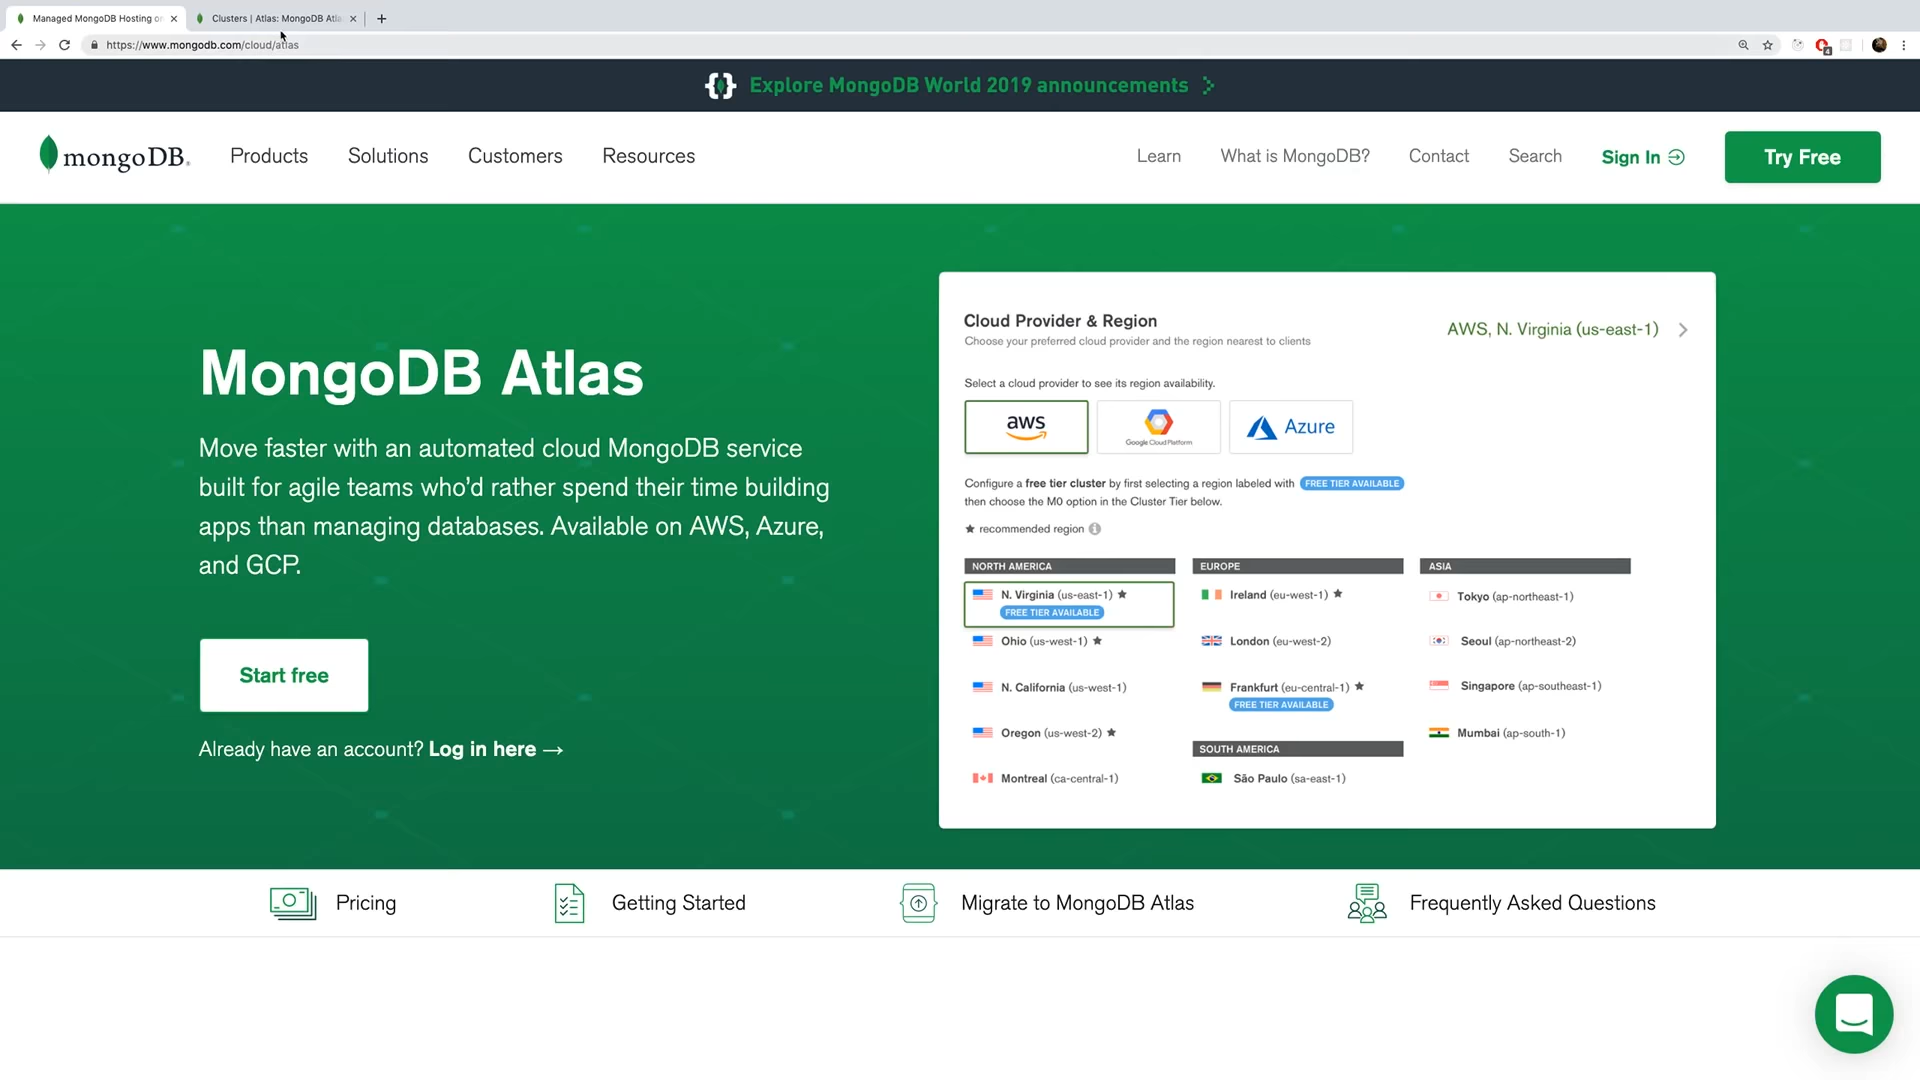 Managed MongoDB Hosting on
Clusters | Atlas: MongoDB Atla
https://www.mongodb.com/cloud/atlas
Explore MongoDB World 2019 announcements
mongoDB.
Products
Solutions
Customers
Resources
Learn
What is MongoDB?
Contact
Search
Sign In
Try Free
MongoDB Atlas
Move faster with an automated cloud MongoDB service
built for agile teams who'd rather spend their time building
apps than managing databases. Available on AWS, Azure,
and GCP.
Start free
Already have an account? Log in here →
Cloud Provider & Region
Choose your preferred cloud provider and the region nearest to clients
AWS, N. Virginia (us-east-1)
Select a cloud provider to see its region availability.
aws
Google Cloud Platform
Azure
Configure a free tier cluster by first selecting a region labeled with FREE TIER AVAILABLE
then choose the M0 option in the Cluster Tier below.
★ recommended region
NORTH AMERICA
N. Virginia (us-east-1) ★
FREE TIER AVAILABLE
Ohio (us-west-1) ★
N. California (us-west-1)
Oregon (us-west-2) ★
Montreal (ca-central-1)
EUROPE
Ireland (eu-west-1) ★
London (eu-west-2)
Frankfurt (eu-central-1) ★
FREE TIER AVAILABLE
SOUTH AMERICA
São Paulo (sa-east-1)
ASIA
Tokyo (ap-northeast-1)
Seoul (ap-northeast-2)
Singapore (ap-southeast-1)
Mumbai (ap-south-1)
Pricing
Getting Started
Migrate to MongoDB Atlas
Frequently Asked Questions